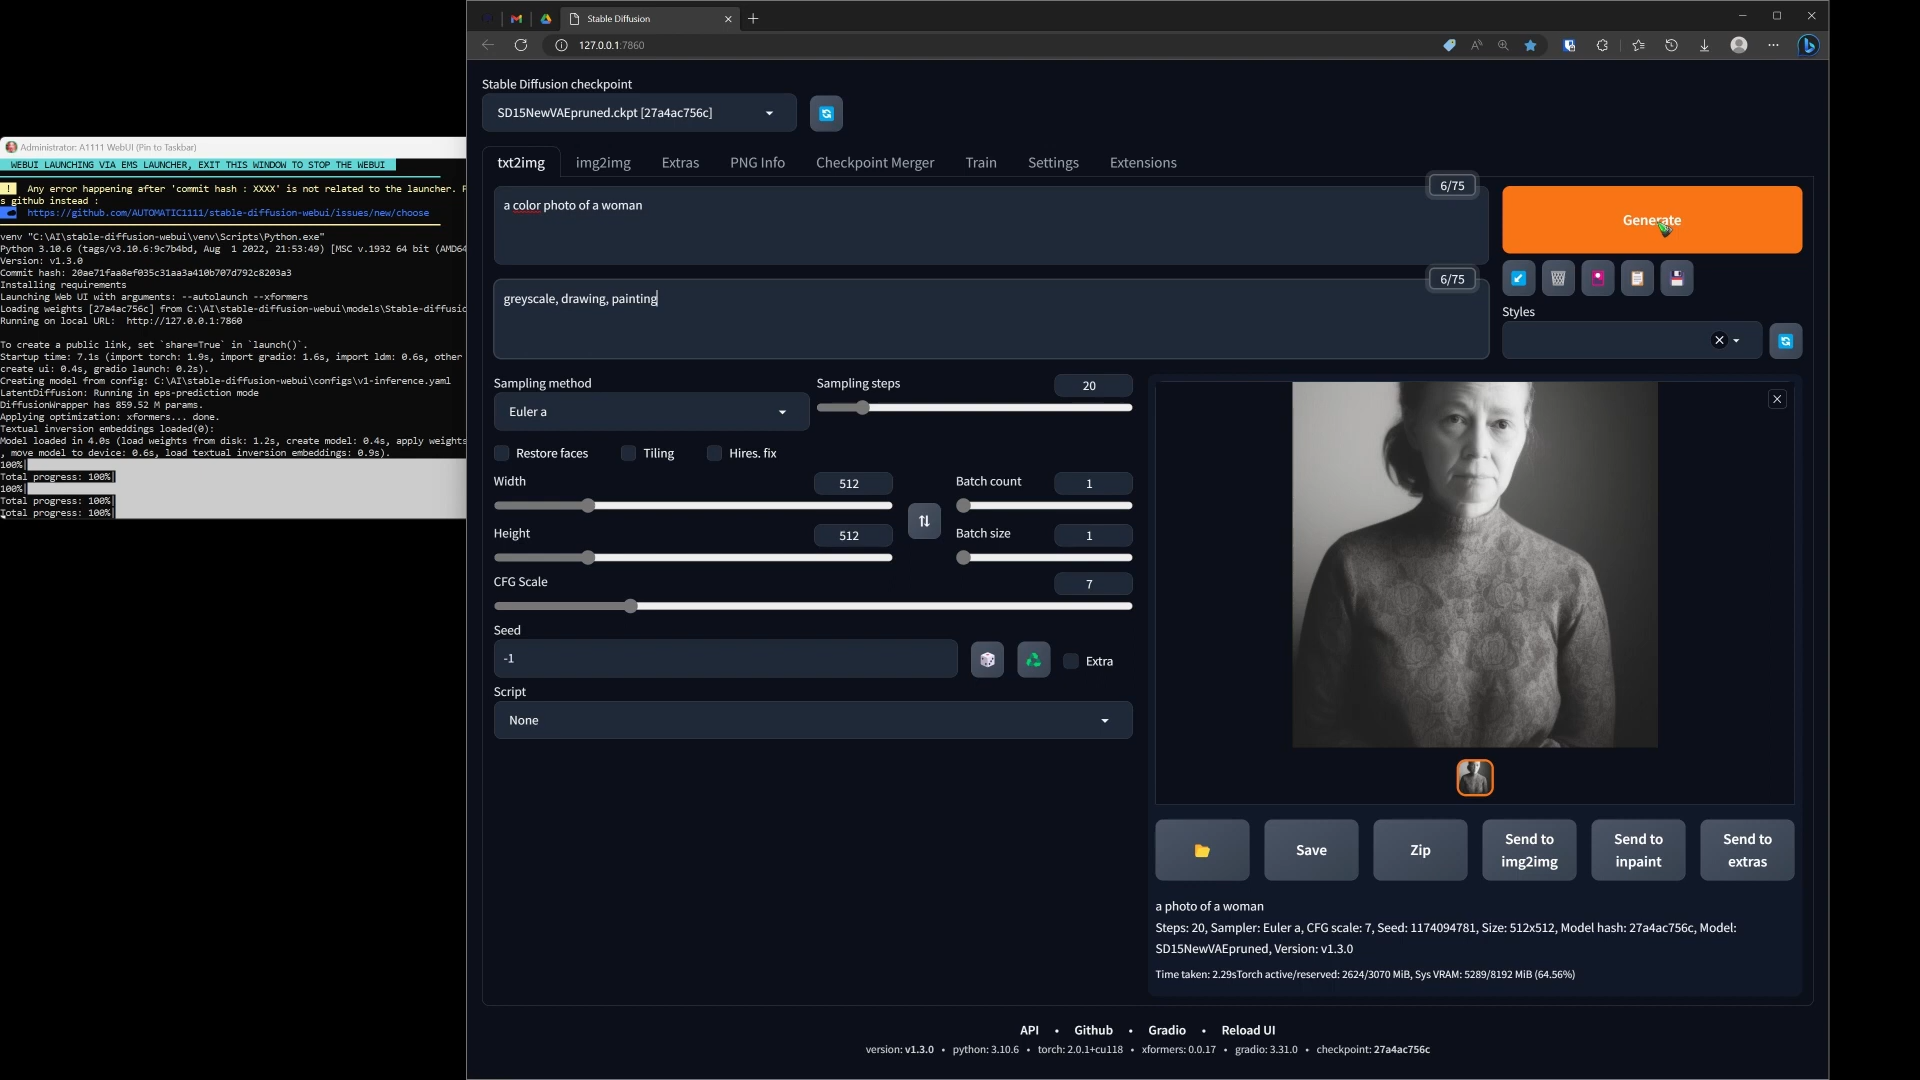 Stable Diffusion
127.0.0.1:7860
Administrator: A1111 WebUI (Pin to Taskbar)
WEBUI LAUNCHING VIA EMS LAUNCHER, EXIT THIS WINDOW TO STOP THE WEBUI
! Any error happening after 'commit hash : XXXX' is not related to the launcher.
s github instead :
https://github.com/AUTOMATIC1111/stable-diffusion-webui/issues/new/choose
venv "C:\AI\stable-diffusion-webui\venv\Scripts\Python.exe"
Python 3.10.6 (tags/v3.10.6:9c7b4bd, Aug  1 2022, 21:53:49) [MSC v.1932 64 bit (AMD64
Version: v1.3.0
Commit hash: 20ae71faa8ef035c31aa3a410b707d792c8203a3
Installing requirements
Launching Web UI with arguments: --autolaunch --xformers
Loading weights [27a4ac756c] from C:\AI\stable-diffusion-webui\models\Stable-diffusio
Running on local URL:  http://127.0.0.1:7860
To create a public link, set `share=True` in `launch()`.
Startup time: 7.1s (import torch: 1.9s, import gradio: 1.6s, import ldm: 0.6s, other
create ui: 0.4s, gradio launch: 0.2s).
Creating model from config: C:\AI\stable-diffusion-webui\configs\v1-inference.yaml
LatentDiffusion: Running in eps-prediction mode
DiffusionWrapper has 859.52 M params.
Applying optimization: xformers... done.
Textual inversion embeddings loaded(0):
Model loaded in 4.0s (load weights from disk: 1.2s, create model: 0.4s, apply weights
, move model to device: 0.6s, load textual inversion embeddings: 0.9s).
100%|
Total progress: 100%|
100%|
Total progress: 100%|
Total progress: 100%|
Stable Diffusion checkpoint
SD15NewVAEpruned.ckpt [27a4ac756c]
txt2img img2img Extras PNG Info Checkpoint Merger Train Settings Extensions
6/75
a color photo of a woman
Generate
6/75
greyscale, drawing, painting
Styles
Sampling method
Euler a
Sampling steps
20
Restore faces Tiling Hires. fix
Width
512
Batch count
1
Height
512
Batch size
1
CFG Scale
7
Seed
-1
Extra
Script
None
Save
Zip
Send to
img2img
Send to
inpaint
Send to
extras
a photo of a woman
Steps: 20, Sampler: Euler a, CFG scale: 7, Seed: 1174094781, Size: 512x512, Model hash: 27a4ac756c, Model:
SD15NewVAEpruned, Version: v1.3.0
Time taken: 2.29sTorch active/reserved: 2624/3070 MiB, Sys VRAM: 5289/8192 MiB (64.56%)
API • Github • Gradio • Reload UI
version: v1.3.0 • python: 3.10.6 • torch: 2.0.1+cu118 • xformers: 0.0.17 • gradio: 3.31.0 • checkpoint: 27a4ac756c